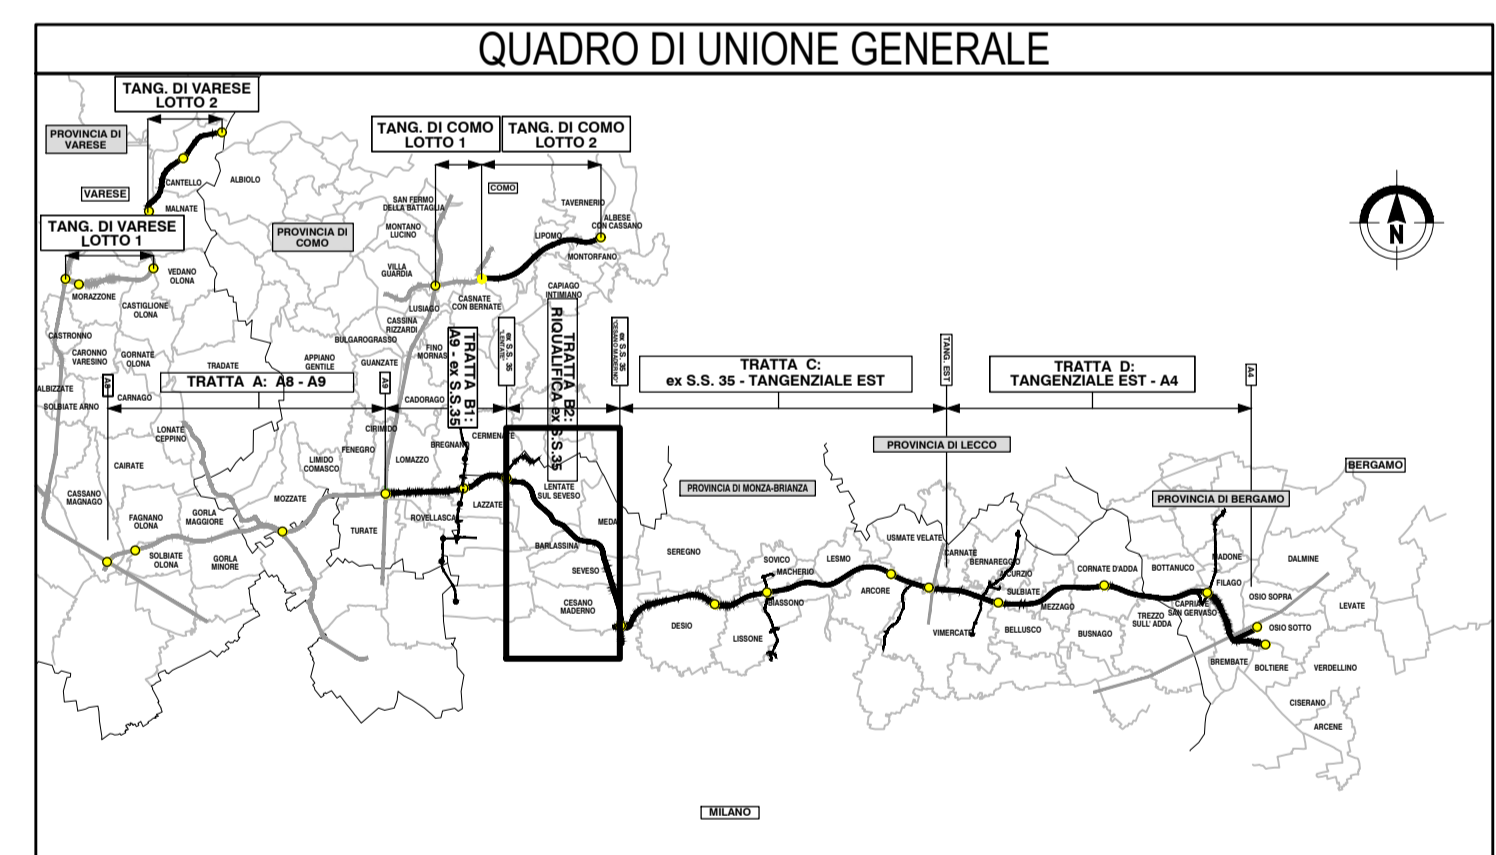 QUADRO DI UNIONE GENERALE
TANG. DI VARESE
LOTTO 2
PROVINCIA DI
VARESE
CANTELLO
ALBIOLO
VARESE
MALNATE
TANG. DI VARESE
LOTTO 1
VEDANO
OLONA
MORAZZONE
CASTIGLIONE
OLONA
PROVINCIA DI
COMO
TANG. DI COMO
LOTTO 1
TANG. DI COMO
LOTTO 2
COMO
SAN FERMO
DELLA BATTAGLIA
MONTANO
LUCINO
VILLA
GUARDIA
TAVERNERIO
ALBESE
CON CASSANO
LIPOMO
MONTORFANO
CAPIAGO
INTIMIANO
CASNATE
CON BERNATE
LUSIAGO
CASSINA
RIZZARDI
BULGAROGRASSO
FINO
MORNAS
GUANZATE
APPIANO
GENTILE
TRADATE
CASTRONNO
CARONNO
VARESINO
GORNATE
OLONA
ALBIZZATE
SOLBIATE ARNO
CARNAGO
A8
TRATTA A: A8 - A9
A9
CADORAGO
TRATTA B1:
A9 - ex S.S.35
ex S.S. 35
"LENTATE"
TRATTA B2:
RIQUALIFICA ex S.S.35
ex S.S. 35
"CESANO MADERNO"
TRATTA C:
ex S.S. 35 - TANGENZIALE EST
TANG. EST
TRATTA D:
TANGENZIALE EST - A4
A4
N
LONATE
CEPPINO
CIRIMIDO
FENEGRO
LIMIDO
COMASCO
LOMAZZO
BREGNANO
CERMENATE
CAIRATE
CASSANO
MAGNAGO
FAGNANO
OLONA
GORLA
MAGGIORE
MOZZATE
SOLBIATE
OLONA
GORLA
MINORE
TURATE
ROVELLASCA
LAZZATE
LENTATE
SUL SEVESO
MEDA
BARLASSINA
SEVESO
CESANO
MADERNO
PROVINCIA DI MONZA-BRIANZA
PROVINCIA DI LECCO
BERGAMO
PROVINCIA DI BERGAMO
SEREGNO
DESIO
SOVICO
MACHERIO
BIASSONO
LISSONE
LESMO
ARCORE
USMATE VELATE
CARNATE
BERNAREGGIO
VIMERCATE
SULBIATE
MEZZAGO
BELLUSCO
CORNATE D'ADDA
BUSNAGO
BOTTANUCO
TREZZO
SULL' ADDA
MADONE
FILAGO
CAPRIATE
SAN GERVASO
DALMINE
OSIO SOPRA
LEVATE
OSIO SOTTO
BREMBATE
BOLTIERE
VERDELLINO
CISERANO
ARCENE
MILANO